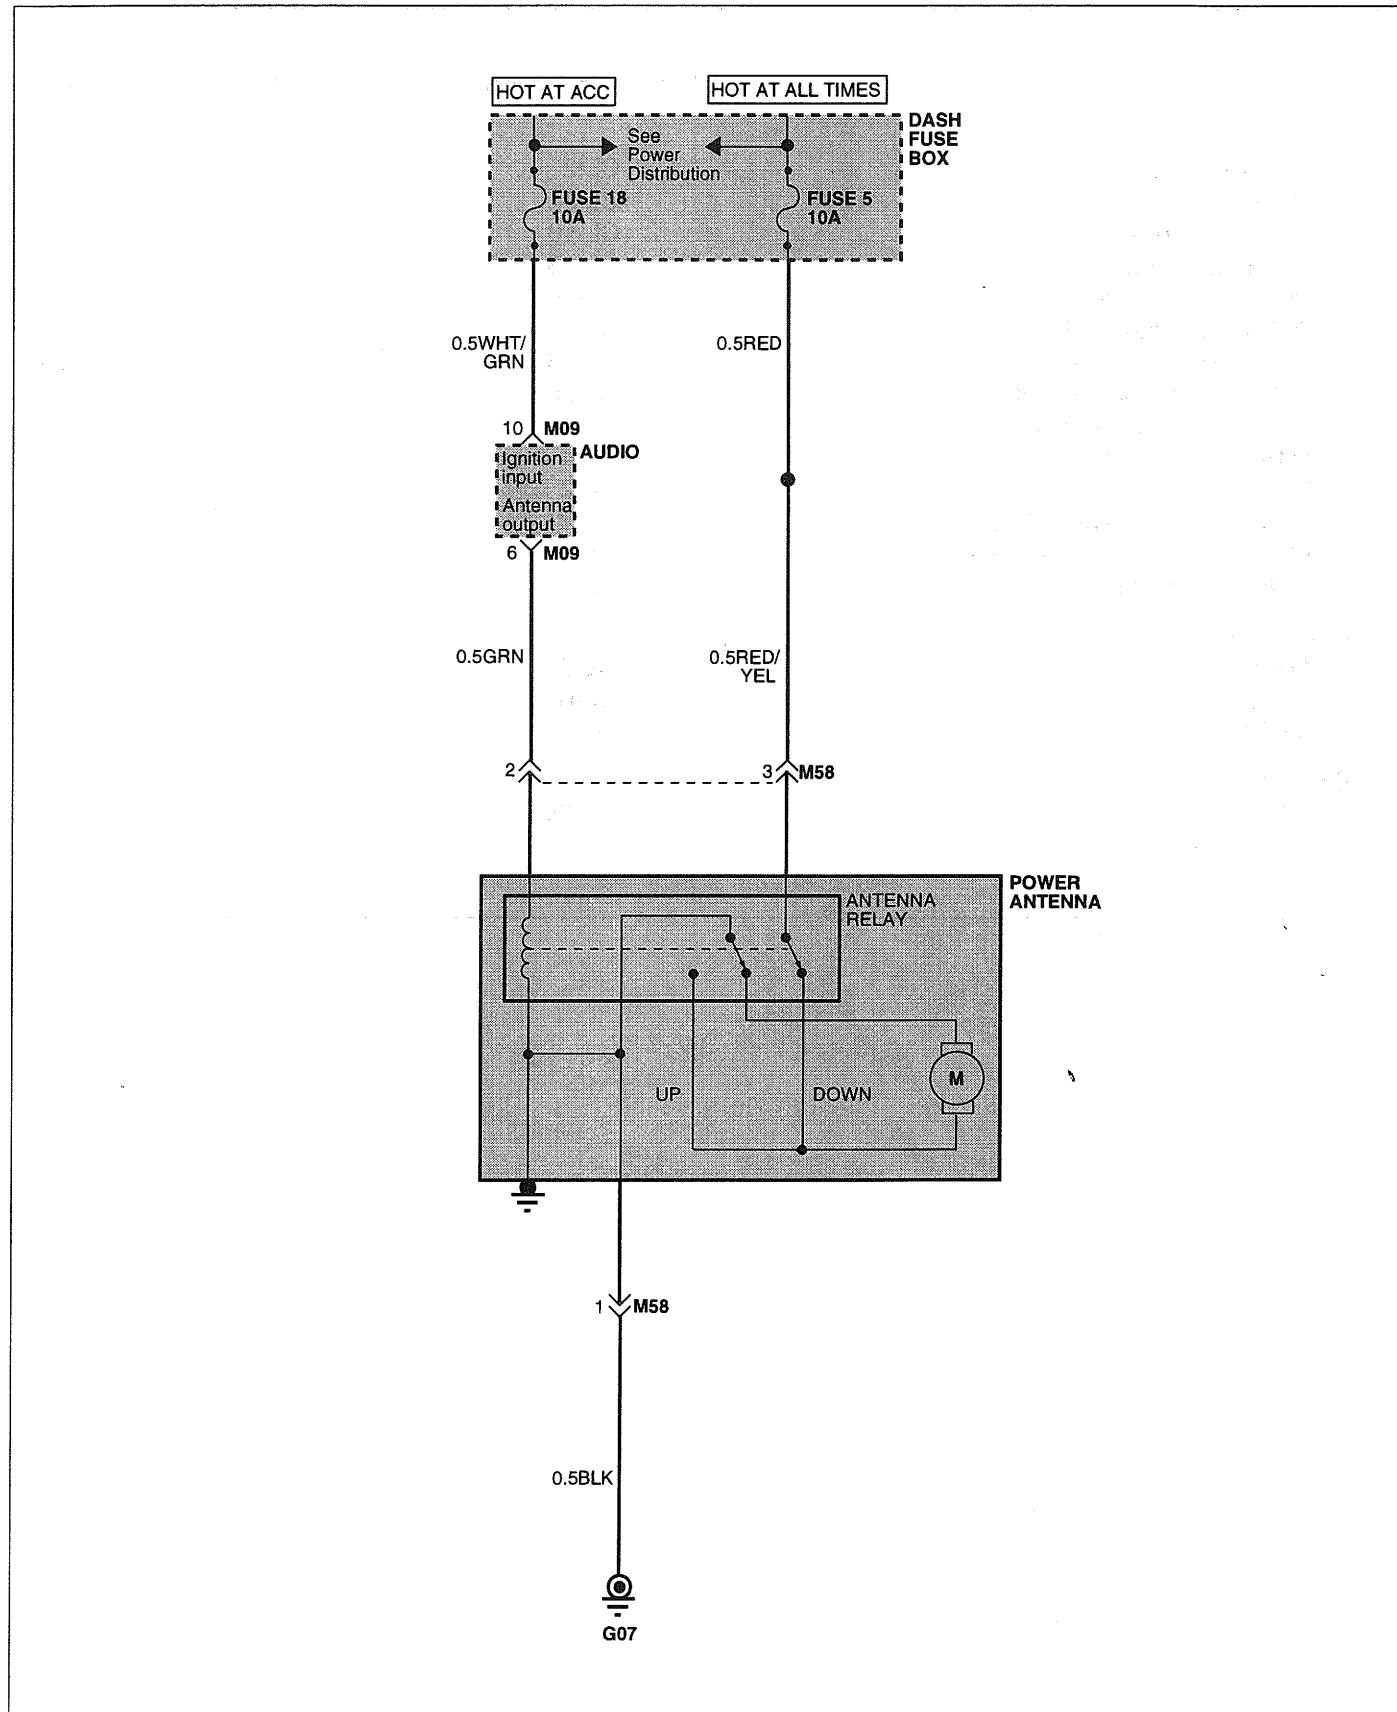 HOT AT ACC
HOT AT ALL TIMES
DASH
FUSE
BOX
See
Power
Distribution
FUSE 18
10A
FUSE 5
10A
0.5WHT/
GRN
0.5RED
10 M09
AUDIO
Ignition
input
Antenna
output
6 M09
0.5GRN
0.5RED/
YEL
2
3 M58
POWER
ANTENNA
ANTENNA
RELAY
UP
DOWN
M
1 M58
0.5BLK
G07